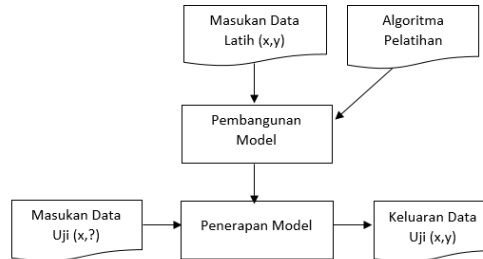 Masukan Data
Latih (x,y)
Algoritma
Pelatihan
Pembangunan
Model
Masukan Data
Uji (x,?)
Penerapan Model
Keluaran Data
Uji (x,y)